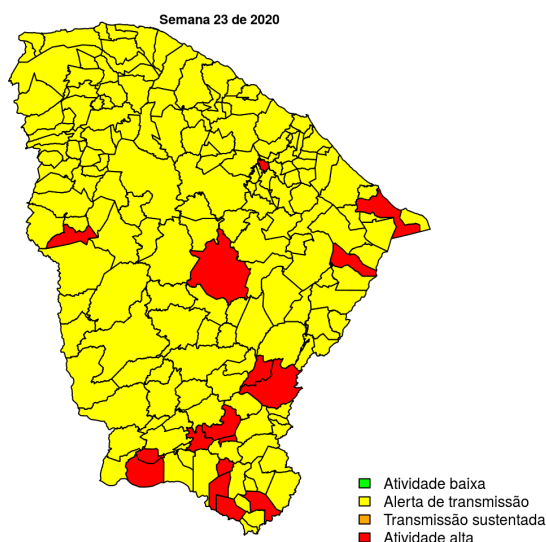 Semana 23 de 2020
Atividade baixa
Alerta de transmissão
Transmissão sustentada
Atividade alta